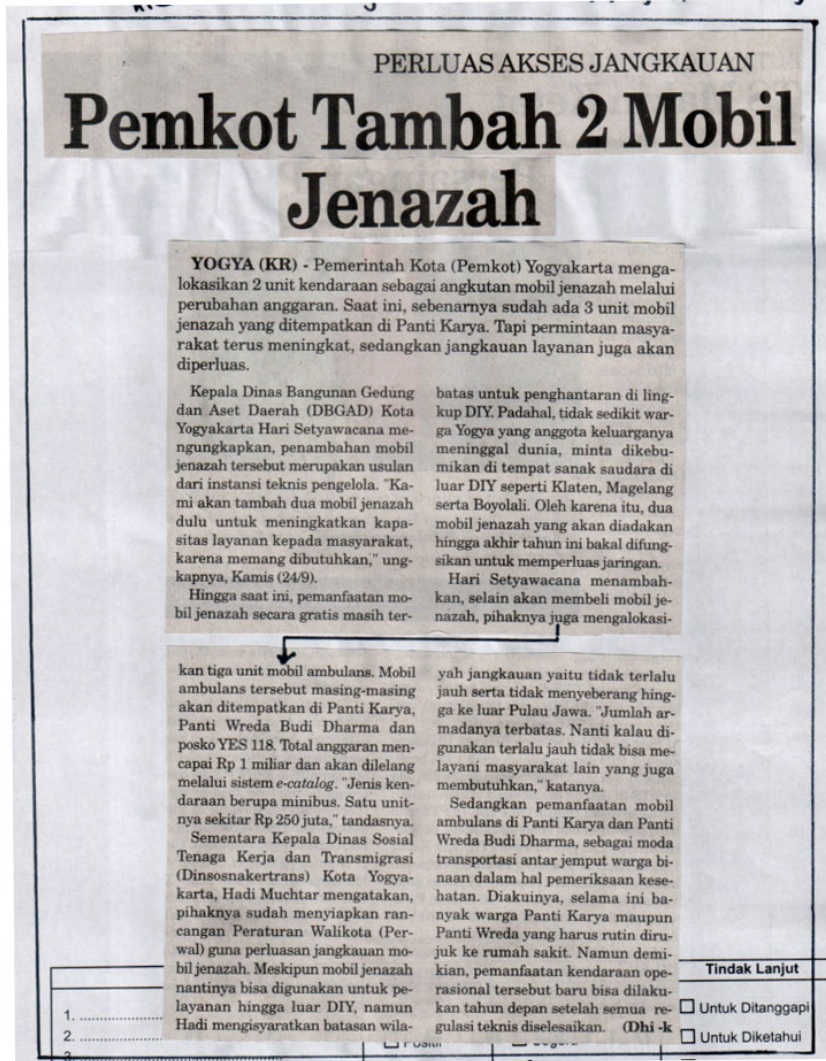 PERLUAS AKSES JANGKAUAN
Pemkot Tambah 2 Mobil
Jenazah
YOGYA (KR) - Pemerintah Kota (Pemkot) Yogyakarta menga-
lokasikan 2 unit kendaraan sebagai angkutan mobil jenazah melalui
perubahan anggaran. Saat ini, sebenarnya sudah ada 3 unit mobil
jenazah yang ditempatkan di Panti Karya. Tapi permintaan masya-
rakat terus meningkat, sedangkan jangkauan layanan juga akan
diperluas.
Kepala Dinas Bangunan Gedung
dan Aset Daerah (DBGAD) Kota
Yogyakarta Hari Setyawacana me-
ngungkapkan, penambahan mobil
jenazah tersebut merupakan usulan
dari instansi teknis pengelola. "Ka-
mi akan tambah dua mobil jenazah
dulu untuk meningkatkan kapa-
sitas layanan kepada masyarakat,
karena memang dibutuhkan," ung-
kapnya, Kamis (24/9).
Hingga saat ini, pemanfaatan mo-
bil jenazah secara gratis masih ter-
batas untuk penghantaran di ling-
kup DIY. Padahal, tidak sedikit war-
ga Yogya yang anggota keluarganya
meninggal dunia, minta dikebu-
mikan di tempat sanak saudara di
luar DIY seperti Klaten, Magelang
serta Boyolali. Oleh karena itu, dua
mobil jenazah yang akan diadakan
hingga akhir tahun ini bakal difung-
sikan untuk memperluas jaringan.
Hari Setyawacana menambah-
kan, selain akan membeli mobil je-
nazah, pihaknya juga mengalokasi-
kan tiga unit mobil ambulans. Mobil
ambulans tersebut masing-masing
akan ditempatkan di Panti Karya,
Panti Wreda Budi Dharma dan
posko YES 118. Total anggaran men-
capai Rp 1 miliar dan akan dilelang
melalui sistem e-catalog. "Jenis ken-
daraan berupa minibus. Satu unit-
nya sekitar Rp 250 juta," tandasnya.
Sementara Kepala Dinas Sosial
Tenaga Kerja dan Transmigrasi
(Dinsosnakertrans) Kota Yogya-
karta, Hadi Muchtar mengatakan,
pihaknya sudah menyiapkan ran-
cangan Peraturan Walikota (Per-
wal) guna perluasan jangkauan mo-
bil jenazah. Meskipun mobil jenazah
nantinya bisa digunakan untuk pe-
layanan hingga luar DIY, namun
Hadi mengisyaratkan batasan wila-
yah jangkauan yaitu tidak terlalu
jauh serta tidak menyeberang hing-
ga ke luar Pulau Jawa. "Jumlah ar-
madanya terbatas. Nanti kalau di-
gunakan terlalu jauh tidak bisa me-
layani masyarakat lain yang juga
membutuhkan," katanya.
Sedangkan pemanfaatan mobil
ambulans di Panti Karya dan Panti
Wreda Budi Dharma, sebagai moda
transportasi antar jemput warga bi-
naan dalam hal pemeriksaan kese-
hatan. Diakuinya, selama ini ba-
nyak warga Panti Karya maupun
Panti Wreda yang harus rutin diru-
juk ke rumah sakit. Namun demi-
kian, pemanfaatan kendaraan ope-
rasional tersebut baru bisa dilaku-
kan tahun depan setelah semua re-
gulasi teknis diselesaikan. (Dhi -k
Tindak Lanjut
1. ....................
2. ....................
Untuk Ditanggapi
Untuk Diketahui